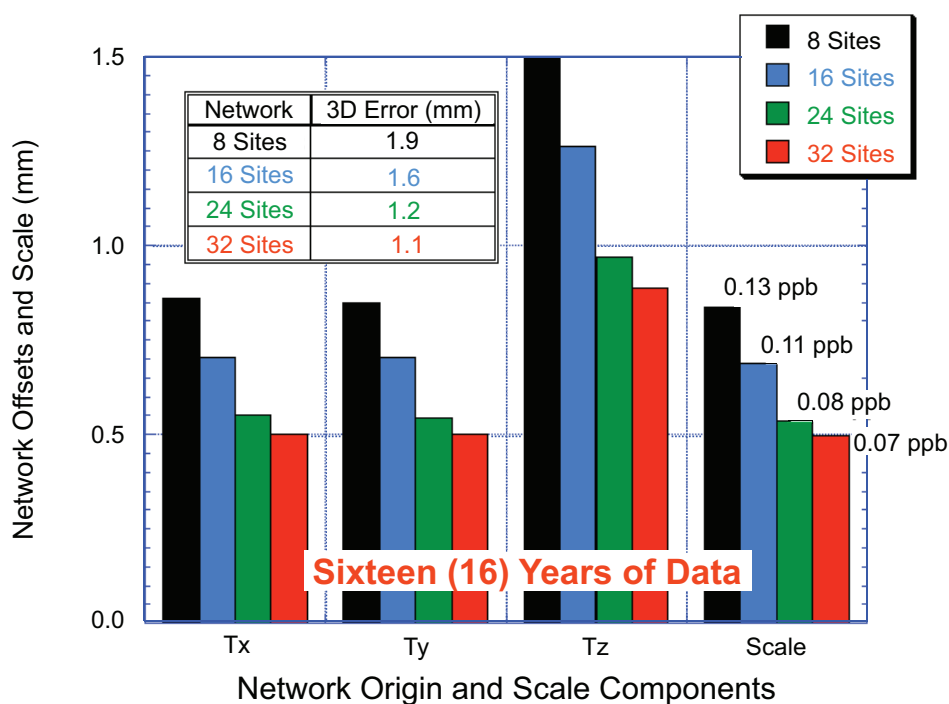 8 Sites
16 Sites
24 Sites
32 Sites
Network Offsets and Scale (mm)
1.5
1.0
0.5
0.0
Network 3D Error (mm)
8 Sites 1.9
16 Sites 1.6
24 Sites 1.2
32 Sites 1.1
0.13 ppb
0.11 ppb
0.08 ppb
0.07 ppb
Sixteen (16) Years of Data
Tx Ty Tz Scale
Network Origin and Scale Components